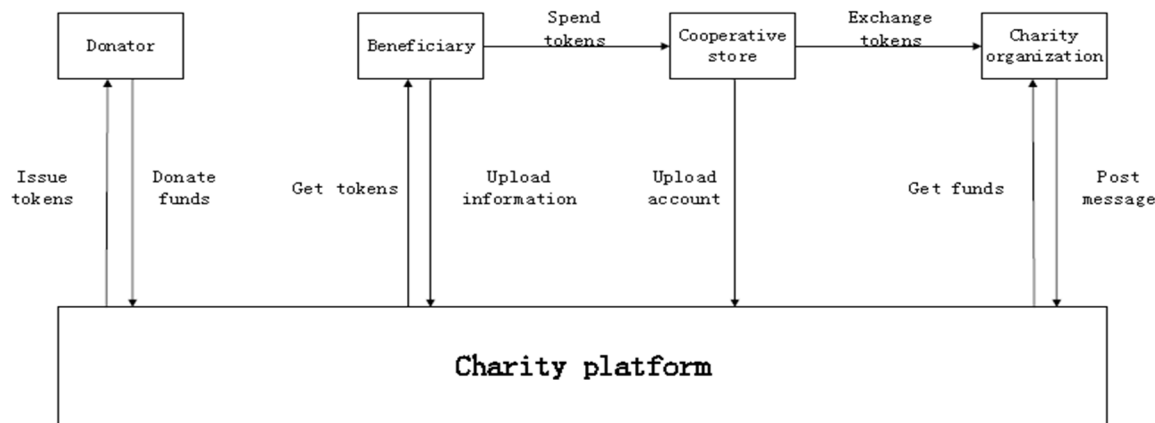 Donator
Beneficiary
Spend
tokens
Cooperative
store
Exchange
tokens
Charity
organization
Issue
tokens
Donate
funds
Get tokens
Upload
information
Upload
account
Get funds
Post
message
Charity platform